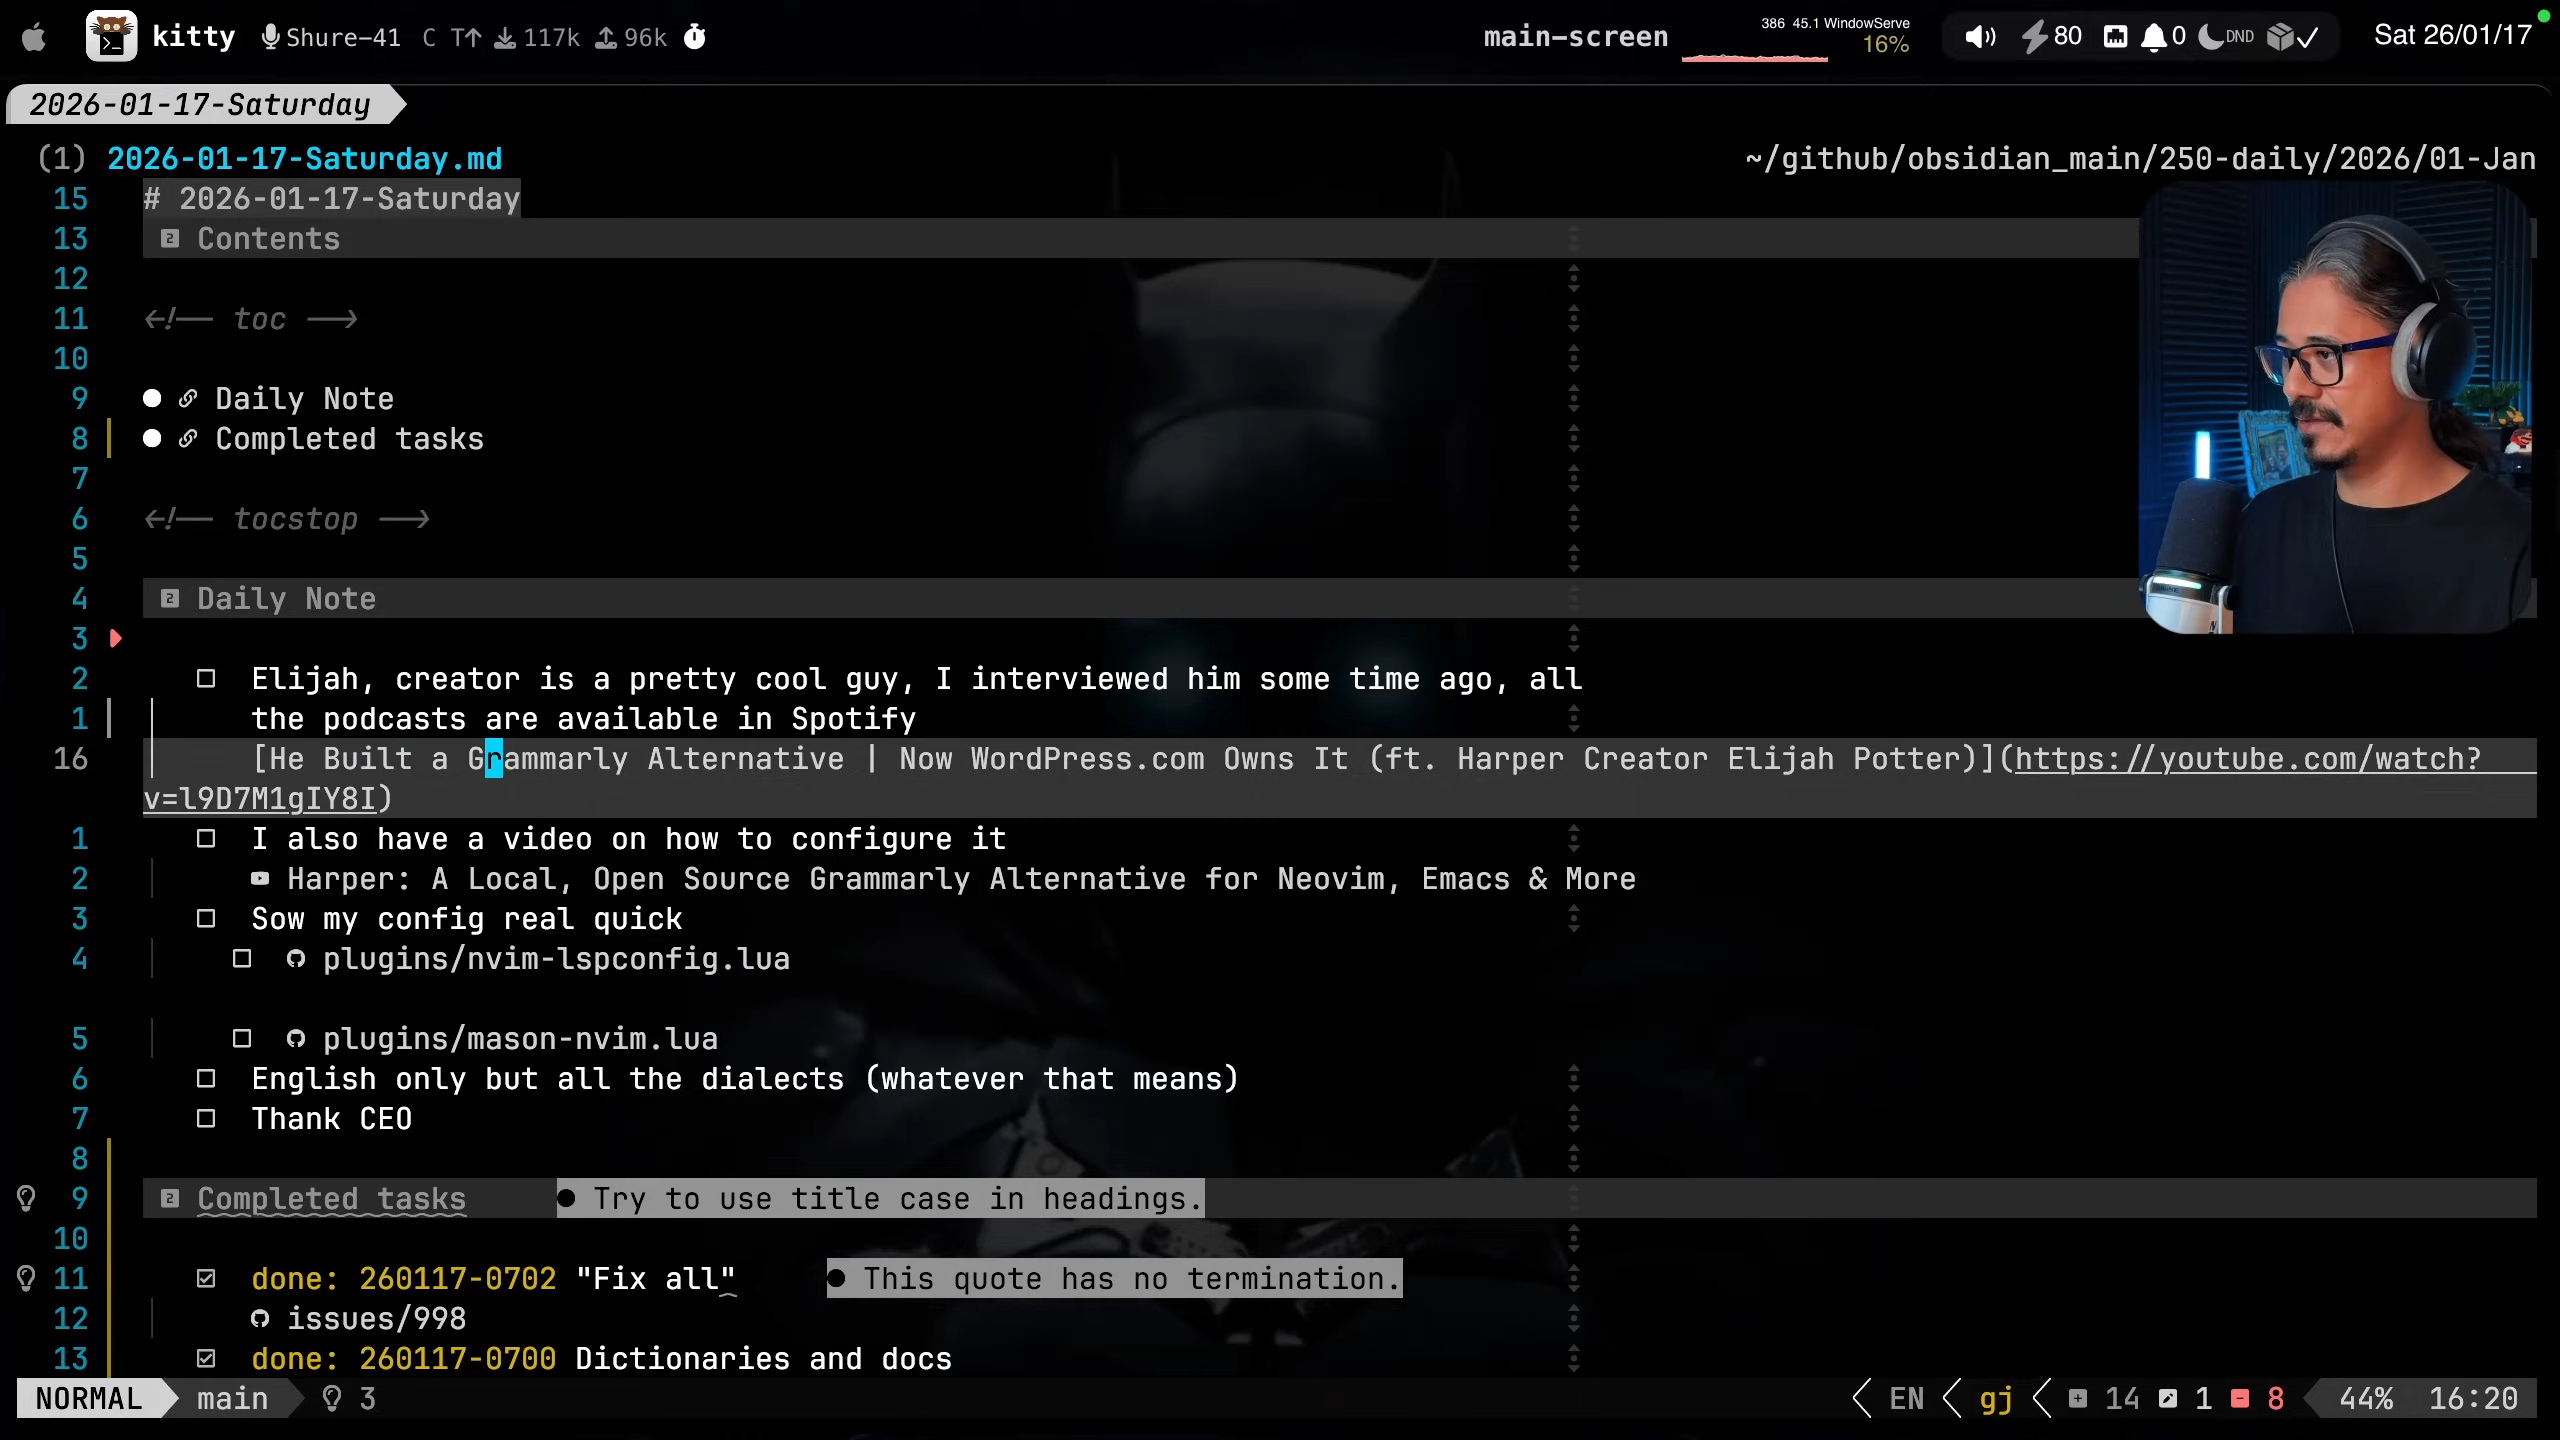 kitty Shure-41 C T↑ 117k 96k main-screen 386 45.1 WindowServe 16% 80 0 DND Sat 26/01/17
2026-01-17-Saturday
(1) 2026-01-17-Saturday.md ~/github/obsidian_main/250-daily/2026/01-Jan
15 # 2026-01-17-Saturday
13 2 Contents
12
11 <!-- toc -->
10
9 Daily Note
8 Completed tasks
7
6 <!-- tocstop -->
5
4 2 Daily Note
3
2 Elijah, creator is a pretty cool guy, I interviewed him some time ago, all
1 the podcasts are available in Spotify
16 [He Built a Grammarly Alternative | Now WordPress.com Owns It (ft. Harper Creator Elijah Potter)](https://youtube.com/watch?
v=l9D7M1gIY8I)
1 I also have a video on how to configure it
2 Harper: A Local, Open Source Grammarly Alternative for Neovim, Emacs & More
3 Sow my config real quick
4 plugins/nvim-lspconfig.lua
5 plugins/mason-nvim.lua
6 English only but all the dialects (whatever that means)
7 Thank CEO
8
9 2 Completed tasks ● Try to use title case in headings.
10
11 done: 260117-0702 "Fix all" ● This quote has no termination.
12 issues/998
13 done: 260117-0700 Dictionaries and docs
NORMAL main 3 EN gj 14 1 8 44% 16:20